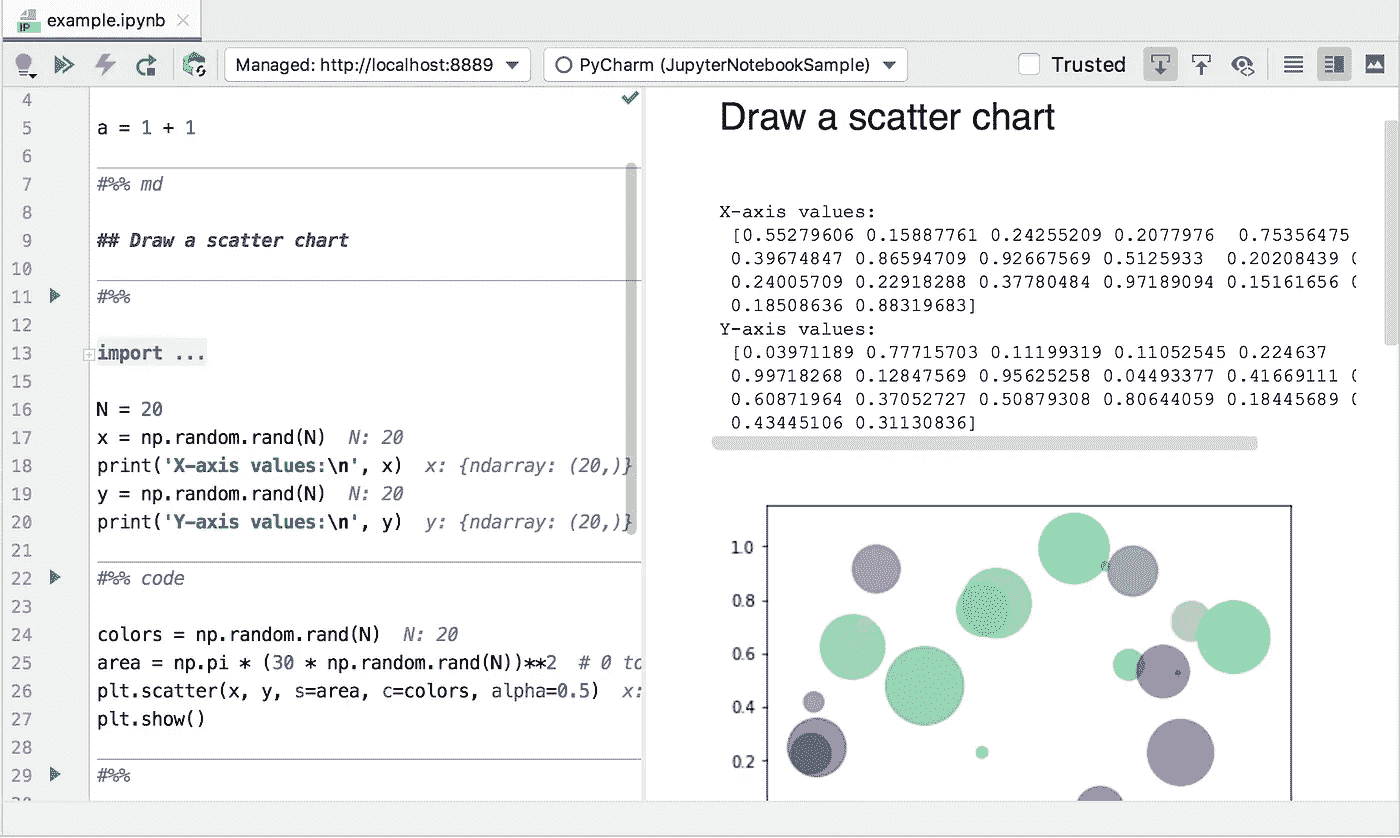 example.ipynb
IP
Managed: http://localhost:8889
PyCharm (JupyterNotebookSample)
Trusted
4
5 a = 1 + 1
6
7 #%% md
8
9 ## Draw a scatter chart
10
11 #%%
12
13 import ...
15
16 N = 20
17 x = np.random.rand(N) N: 20
18 print('X-axis values:\n', x) x: {ndarray: (20,)}
19 y = np.random.rand(N) N: 20
20 print('Y-axis values:\n', y) y: {ndarray: (20,)}
21
22 #%% code
23
24 colors = np.random.rand(N) N: 20
25 area = np.pi * (30 * np.random.rand(N))**2 # 0 to
26 plt.scatter(x, y, s=area, c=colors, alpha=0.5) x:
27 plt.show()
28
29 #%%
Draw a scatter chart
X-axis values:
[0.55279606 0.15887761 0.24255209 0.2077976 0.75356475
0.39674847 0.86594709 0.92667569 0.5125933 0.20208439
0.24005709 0.22918288 0.37780484 0.97189094 0.15161656
0.18508636 0.88319683]
Y-axis values:
[0.03971189 0.77715703 0.11199319 0.11052545 0.224637
0.99718268 0.12847569 0.95625258 0.04493377 0.41669111
0.60871964 0.37052727 0.50879308 0.80644059 0.18445689
0.43445106 0.31130836]
1.0
0.8
0.6
0.4
0.2